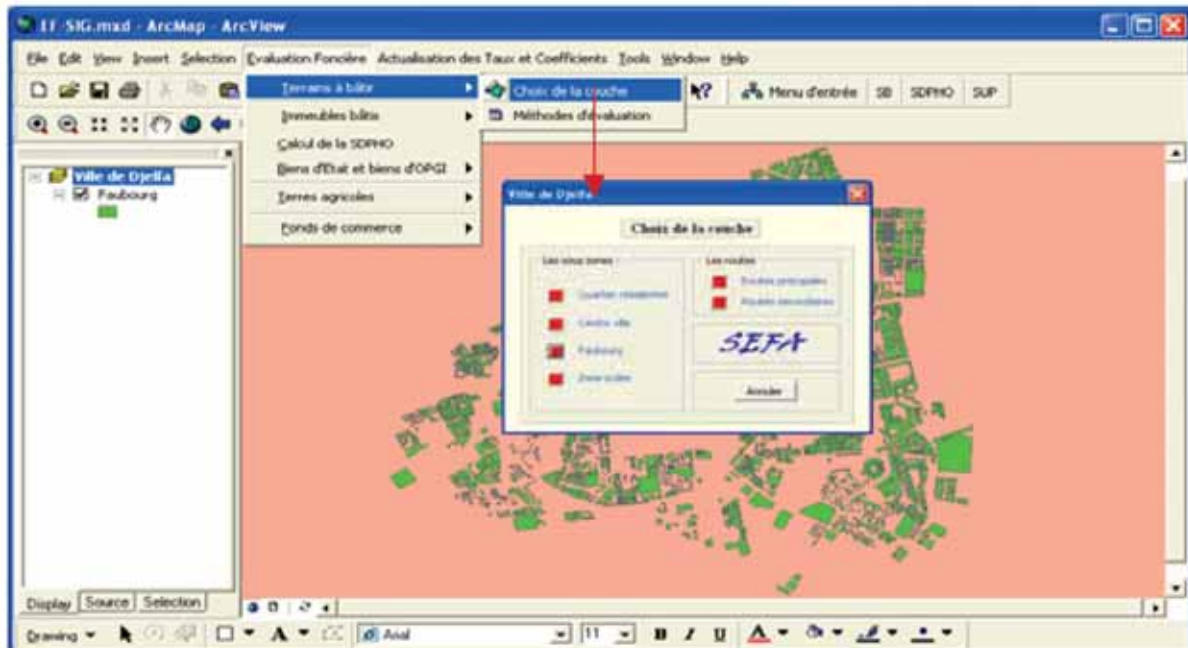 EF-SIG.mxd - ArcMap - ArcView
File Edit View Insert Selection Evaluation Foncière Actualisation des Taux et Coefficients Tools Window Help
Terrains à bâtir
Immeubles bâtis
Calcul de la SDPHO
Biens d'Etat et biens d'OPGI
Terres agricoles
Fonds de commerce
Choix de la couche
Méthodes d'évaluation
Menu d'entrée SB SDPHO SUP
Ville de Djelfa
Faubourg
Ville de Djelfa
Choix de la couche
Les sous zones
Quartier résidentiel
Centre ville
Faubourg
Les routes
Routes principales
Routes secondaires
SEFA
Annuler
Display Source Selection
Drawing A Arial 11 B I U A